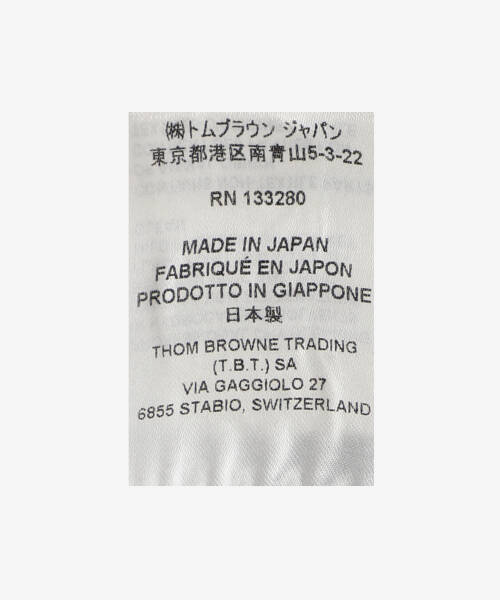 ㈱トムブラウン ジャパン
東京都港区南青山5-3-22
RN 133280
MADE IN JAPAN
FABRIQUÉ EN JAPON
PRODOTTO IN GIAPPONE
日本製
THOM BROWNE TRADING
(T.B.T.) SA
VIA GAGGIOLO 27
6855 STABIO, SWITZERLAND